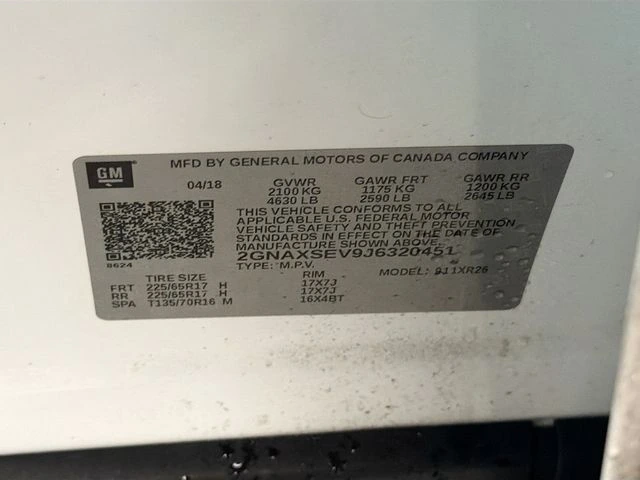 GM
MFD BY GENERAL MOTORS OF CANADA COMPANY
04/18 GVWR GAWR FRT GAWR RR
2100 KG 1175 KG 1200 KG
4630 LB 2590 LB 2645 LB
THIS VEHICLE CONFORMS TO ALL
APPLICABLE U.S. FEDERAL MOTOR
VEHICLE SAFETY, BUMPER AND THEFT PREVENTION
STANDARDS IN EFFECT ON THE DATE OF
MANUFACTURE SHOWN ABOVE.
8624
2GNAXSEV9J6320451
TYPE: M.P.V. MODEL: 911XR26
TIRE SIZE RIM
FRT 225/65R17 H 17X7J
RR 225/65R17 H 17X7J
SPA T135/70R16 M 16X4BT